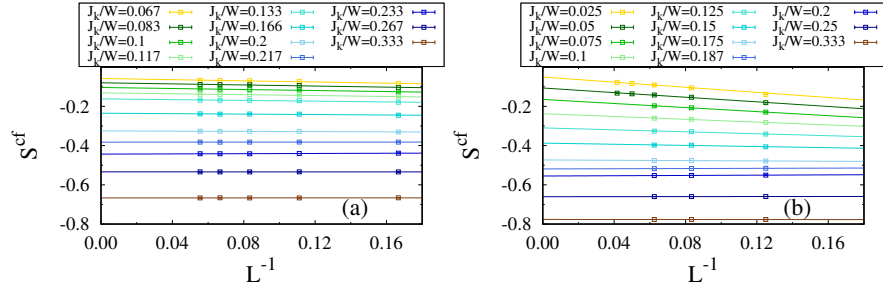 J_k/W=0.067 J_k/W=0.133 J_k/W=0.233
J_k/W=0.083 J_k/W=0.166 J_k/W=0.267
J_k/W=0.1 J_k/W=0.2 J_k/W=0.333
J_k/W=0.117 J_k/W=0.217
-0.2
-0.4
-0.6
-0.8
S^cf
(a)
0.00 0.04 0.08 0.12 0.16
L^-1
J_k/W=0.025 J_k/W=0.125 J_k/W=0.2
J_k/W=0.05 J_k/W=0.15 J_k/W=0.25
J_k/W=0.075 J_k/W=0.175 J_k/W=0.333
J_k/W=0.1 J_k/W=0.187
-0.2
-0.4
-0.6
-0.8
S^cf
(b)
0.00 0.04 0.08 0.12 0.16
L^-1